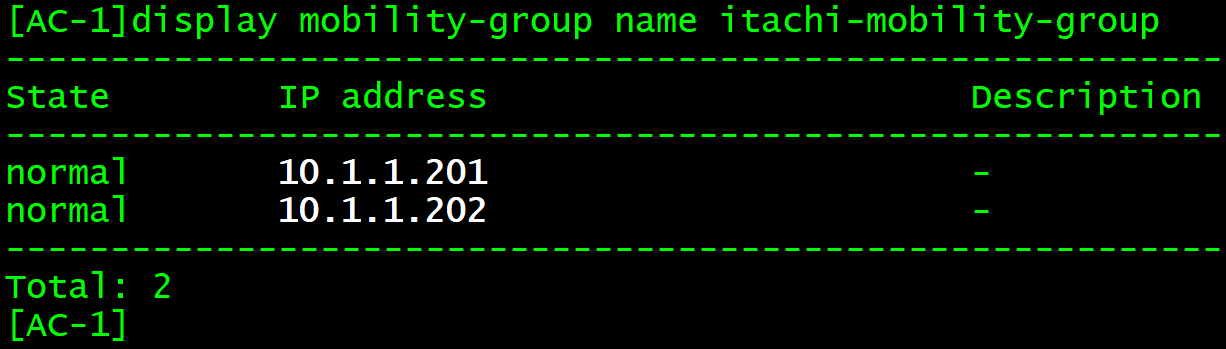 [AC-1]display mobility-group name itachi-mobility-group
----------------------------------------------------------
State        IP address                       Description
----------------------------------------------------------
normal       10.1.1.201                       -
normal       10.1.1.202                       -
----------------------------------------------------------
Total: 2
[AC-1]